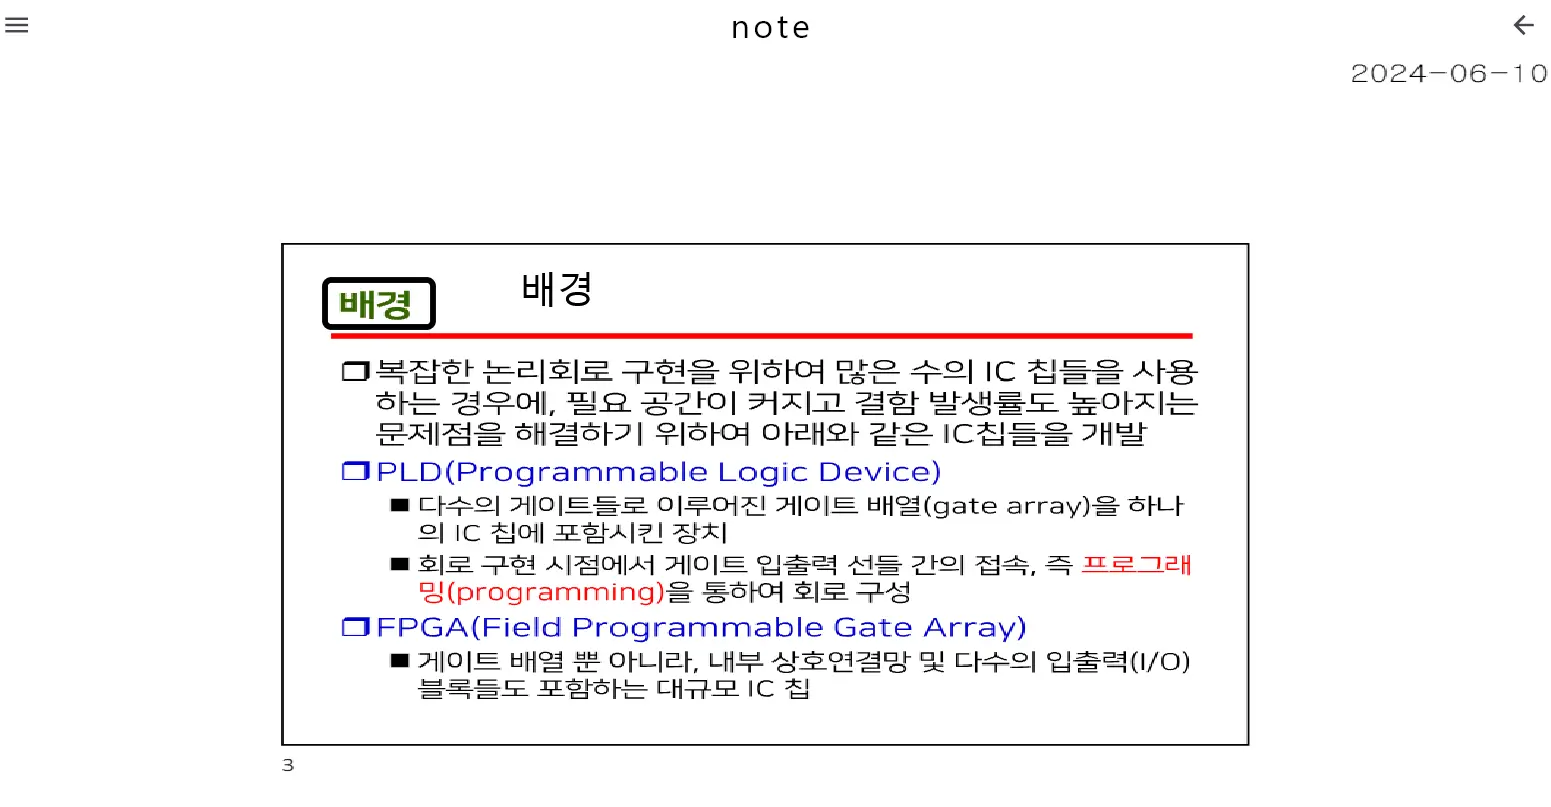 note
2024-06-10
배경
배경
복잡한 논리회로 구현을 위하여 많은 수의 IC 칩들을 사용
하는 경우에, 필요 공간이 커지고 결함 발생률도 높아지는
문제점을 해결하기 위하여 아래와 같은 IC칩들을 개발
PLD(Programmable Logic Device)
다수의 게이트들로 이루어진 게이트 배열(gate array)을 하나
의 IC 칩에 포함시킨 장치
회로 구현 시점에서 게이트 입출력 선들 간의 접속, 즉 프로그래
밍(programming)을 통하여 회로 구성
FPGA(Field Programmable Gate Array)
게이트 배열 뿐 아니라, 내부 상호연결망 및 다수의 입출력(I/O)
블록들도 포함하는 대규모 IC 칩
3